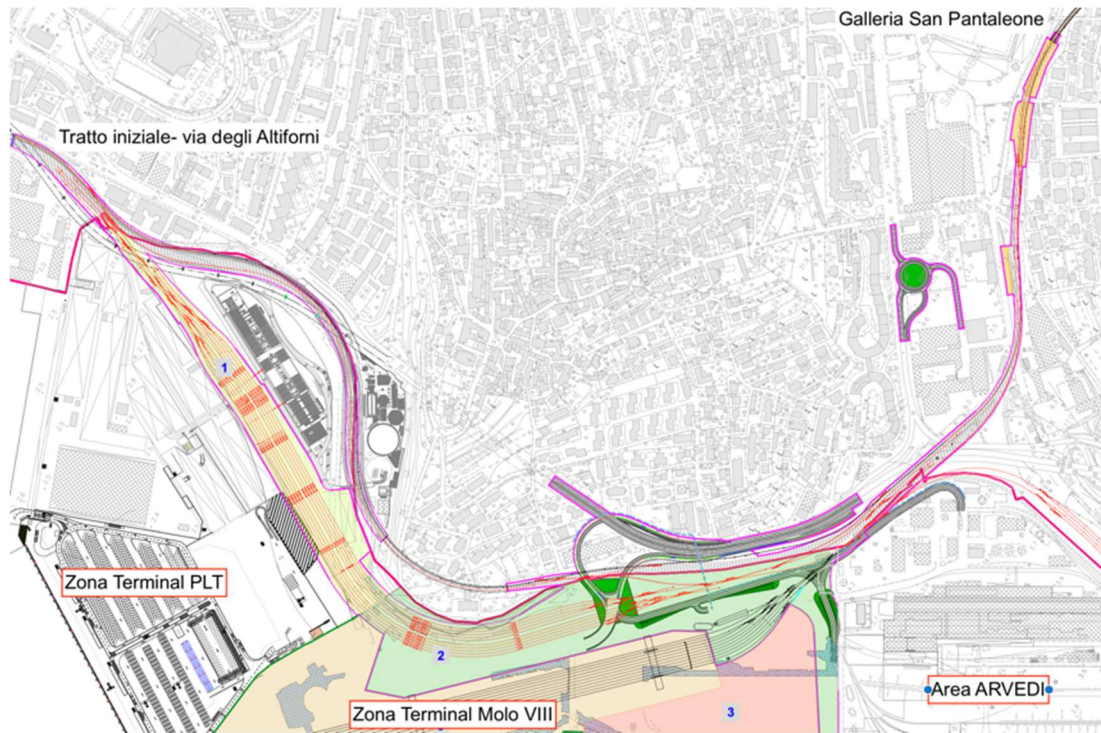 Galleria San Pantaleone
Tratto iniziale- via degli Altiforni
1
Zona Terminal PLT
2
Area ARVEDI
Zona Terminal Molo VIII
3